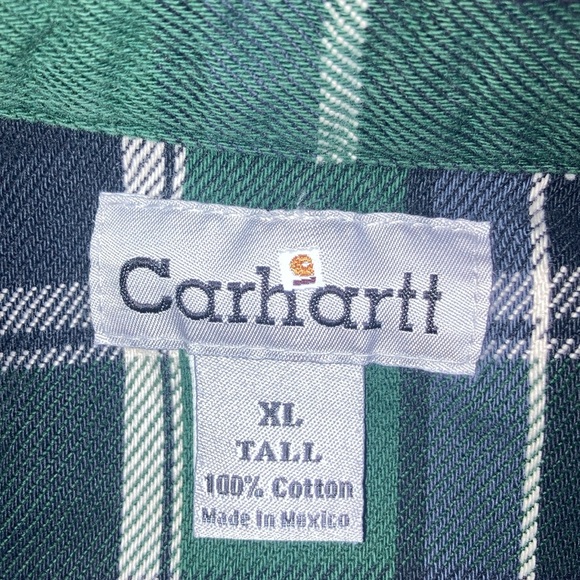 Carhartt
XL
TALL
100% Cotton
Made in Mexico